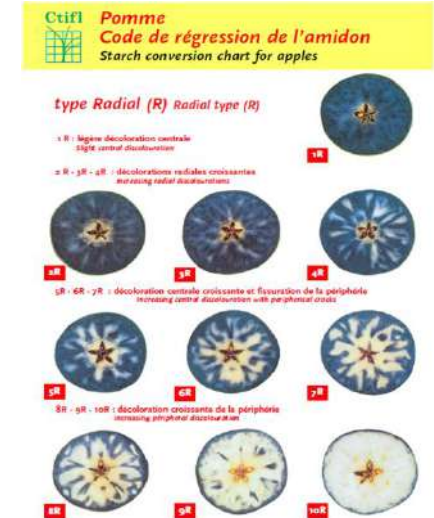 Ctifl
Pomme
Code de régression de l'amidon
Starch conversion chart for apples
type Radial (R) Radial type (R)
1 R : légère décoloration centrale
Slight central discolouration
1R
2 R - 3R - 4R : décolorations radiales croissantes
Increasing radial discolourations
2R
3R
4R
5R - 6R - 7R : décoloration centrale croissante et fissuration de la périphérie
Increasing central discolouration with peripherical cracks
5R
6R
7R
8R - 9R - 10R : décoloration croissante de la périphérie
Increasing peripheral discolouration
8R
9R
10R